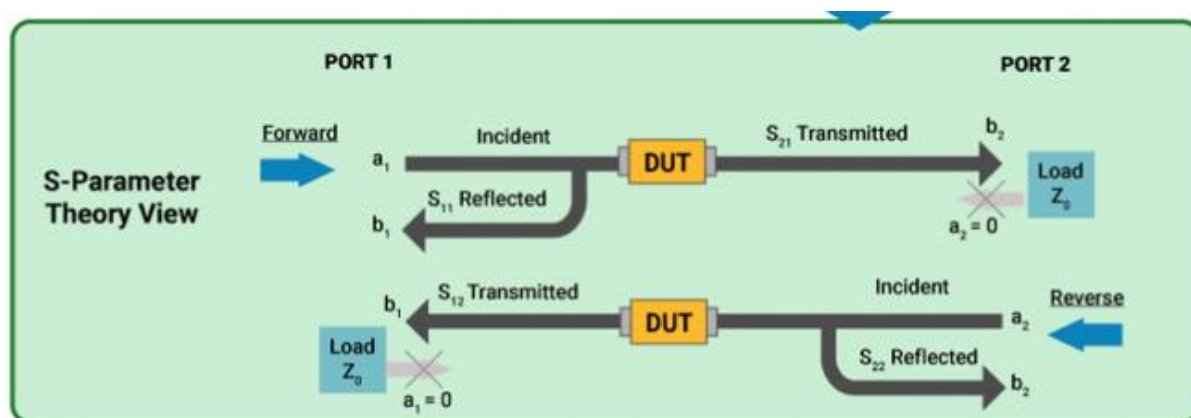 PORT 1
PORT 2
Forward
Incident
S₂₁ Transmitted
b₂
a₁
DUT
Load
Z₀
S-Parameter
Theory View
S₁₁ Reflected
b₁
a₂ = 0
S₁₂ Transmitted
Incident
b₁
DUT
a₂
Reverse
Load
Z₀
S₂₂ Reflected
b₂
a₁ = 0